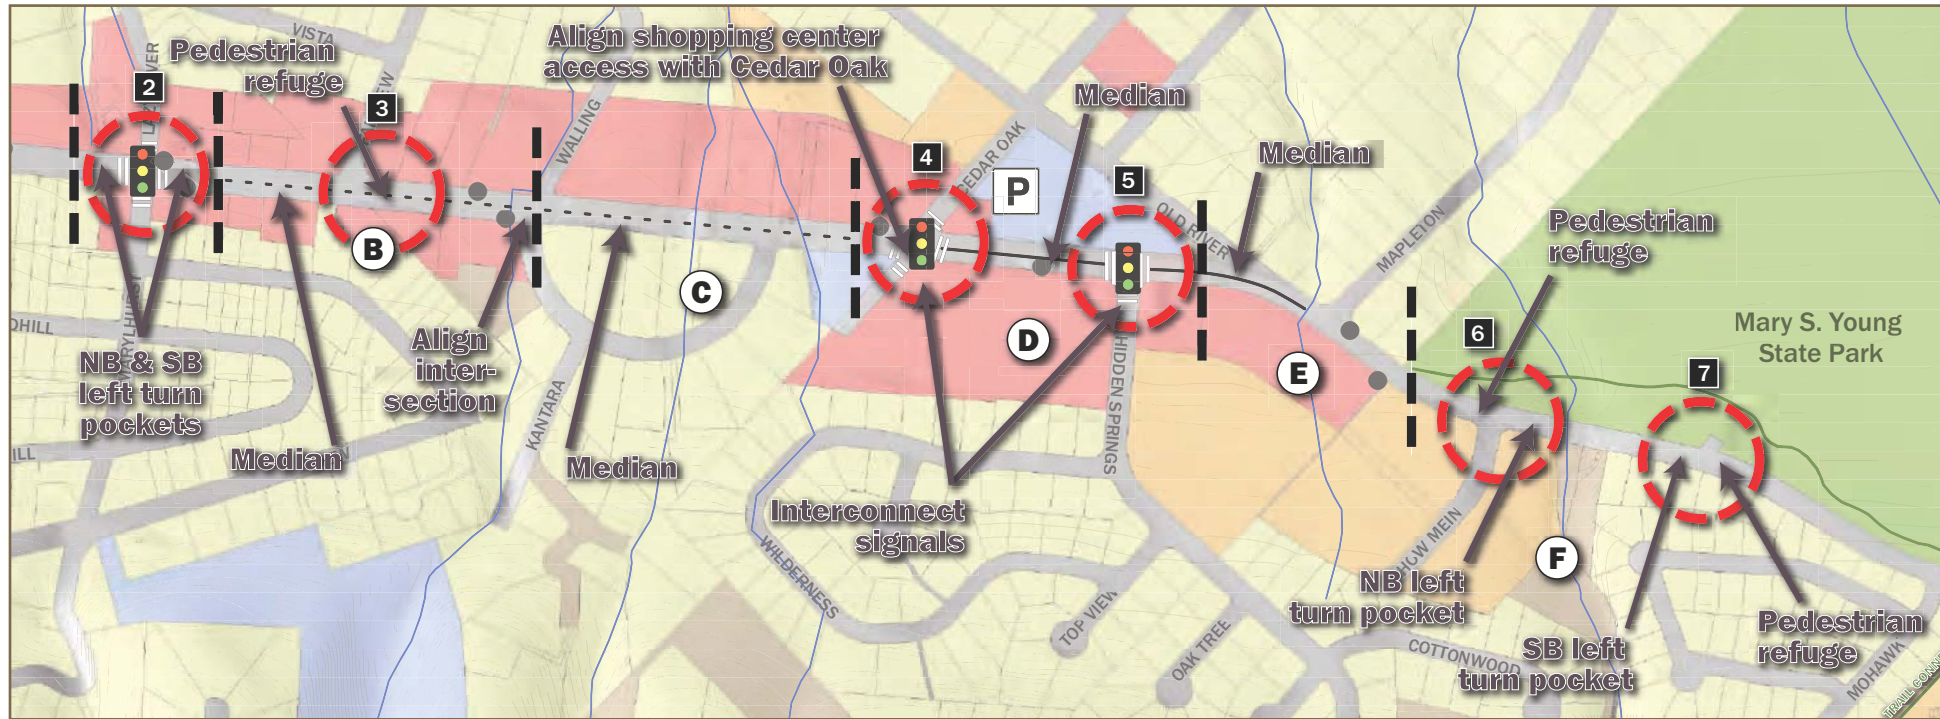 VISTA
Pedestrian
refuge
2
3
WALLING
Align shopping center
access with Cedar Oak
4
CEDAR OAK
P
Median
5
OLD RIVER
Median
MAPLETON
Pedestrian
refuge
6
7
Mary S. Young
State Park
B
C
D
E
F
NB & SB
left turn
pockets
Median
Align
inter-
section
KANTARA
Median
Interconnect
signals
HIDDEN SPRINGS
WILDERNESS
TOP VIEW
OAK TREE
NB left
turn pocket
COTTONWOOD
SB left
turn pocket
Pedestrian
refuge
MOHAWK